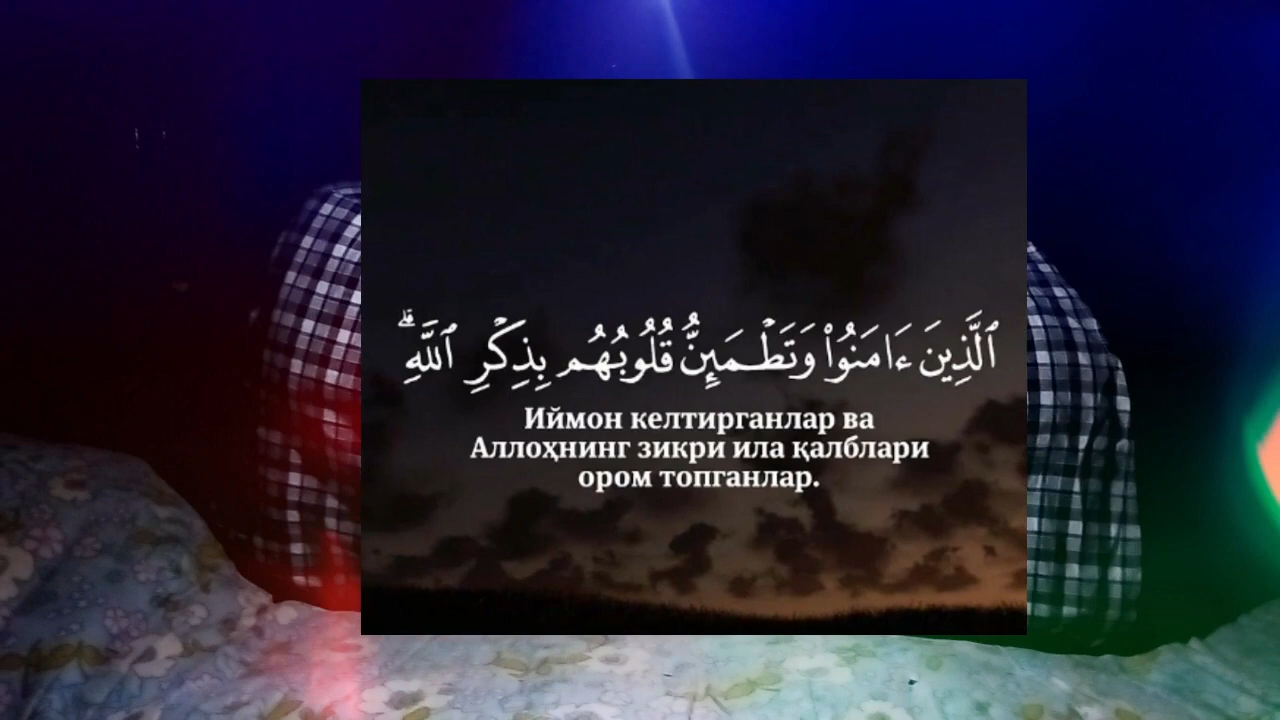 ٱلَّذِينَ ءَامَنُوا۟ وَتَطْمَئِنُّ قُلُوبُهُم بِذِكْرِ ٱللَّهِ ۗ
Иймон келтирганлар ва
Аллоҳнинг зикри ила қалблари
ором топганлар.